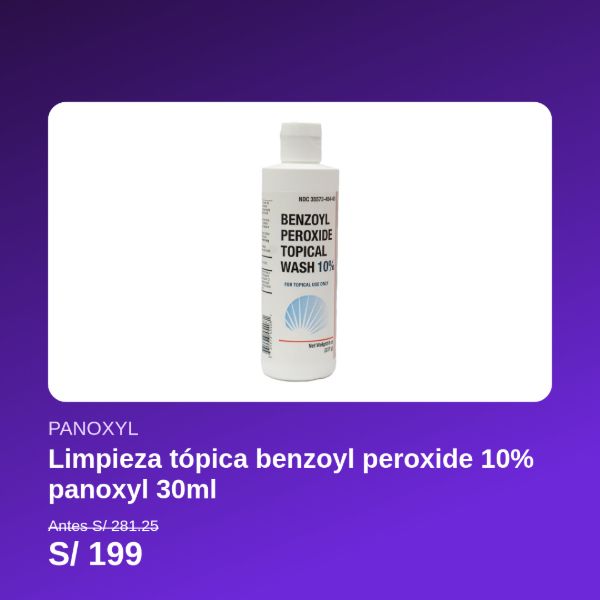 BENZOYL
PEROXIDE
TOPICAL
WASH 10%
FOR TOPICAL USE ONLY
PANOXYL
Limpieza tópica benzoyl peroxide 10%
panoxyl 30ml
Antes S/ 281.25
S/ 199